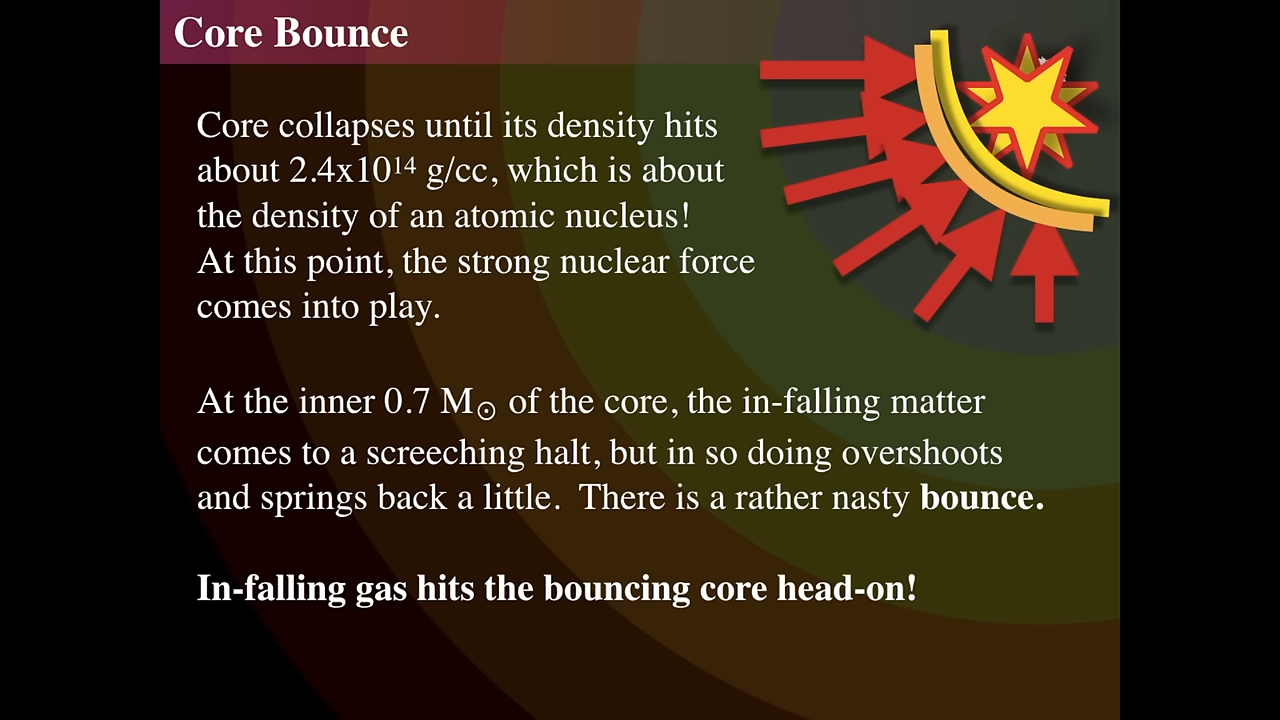 Core Bounce
Core collapses until its density hits
about 2.4x10¹⁴ g/cc, which is about
the density of an atomic nucleus!
At this point, the strong nuclear force
comes into play.
At the inner 0.7 M☉ of the core, the in-falling matter
comes to a screeching halt, but in so doing overshoots
and springs back a little.  There is a rather nasty bounce.
In-falling gas hits the bouncing core head-on!